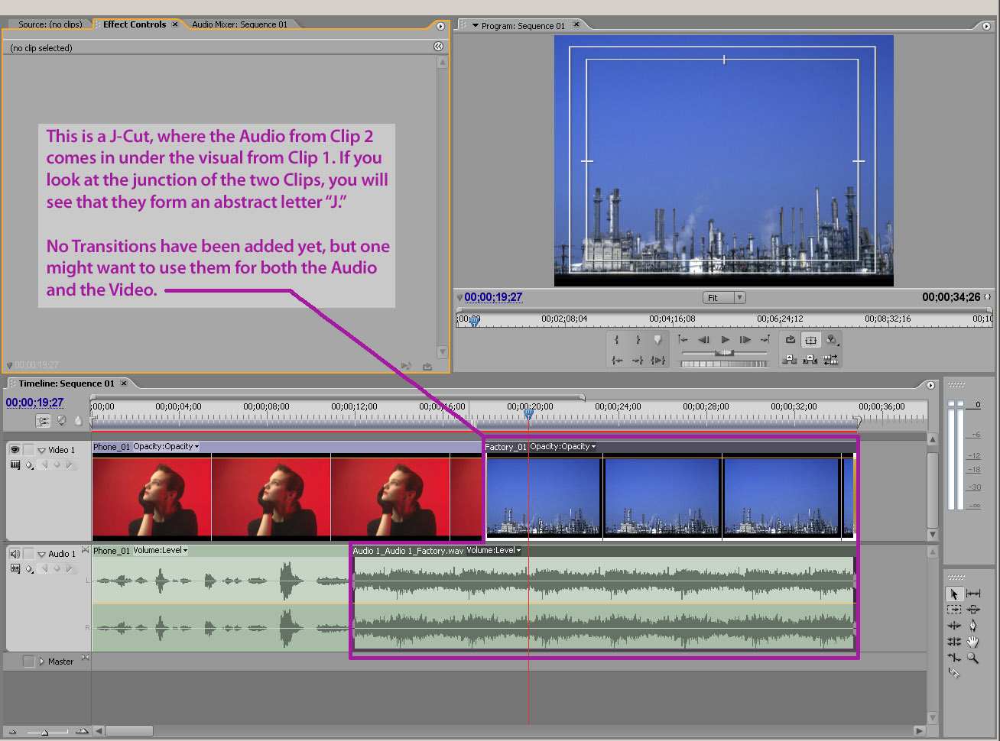 Source: (no clips)
Effect Controls
Audio Mixer: Sequence 01
(no clip selected)
This is a J-Cut, where the Audio from Clip 2
comes in under the visual from Clip 1. If you
look at the junction of the two Clips, you will
see that they form an abstract letter “J.”
No Transitions have been added yet, but one
might want to use them for both the Audio
and the Video.
00;00;19;27
Program: Sequence 01
00;00;19;27
Fit
00;00;34;26
;00;00 00;02;08;04 00;04;16;08 00;06;24;12 00;08;32;16 00;10
Timeline: Sequence 01
00;00;19;27
;00;00 00;00;04;00 00;00;08;00 00;00;12;00 00;00;16;00 00;00;20;00 00;00;24;00 00;00;28;00 00;00;32;00 00;00;36;00
Video 1
Phone_01 Opacity:Opacity
Factory_01 Opacity:Opacity
Audio 1
Phone_01 Volume:Level
Audio 1_Audio 1_Factory.wav Volume:Level
L
R
Master
0
-6
-12
-18
-30
-∞